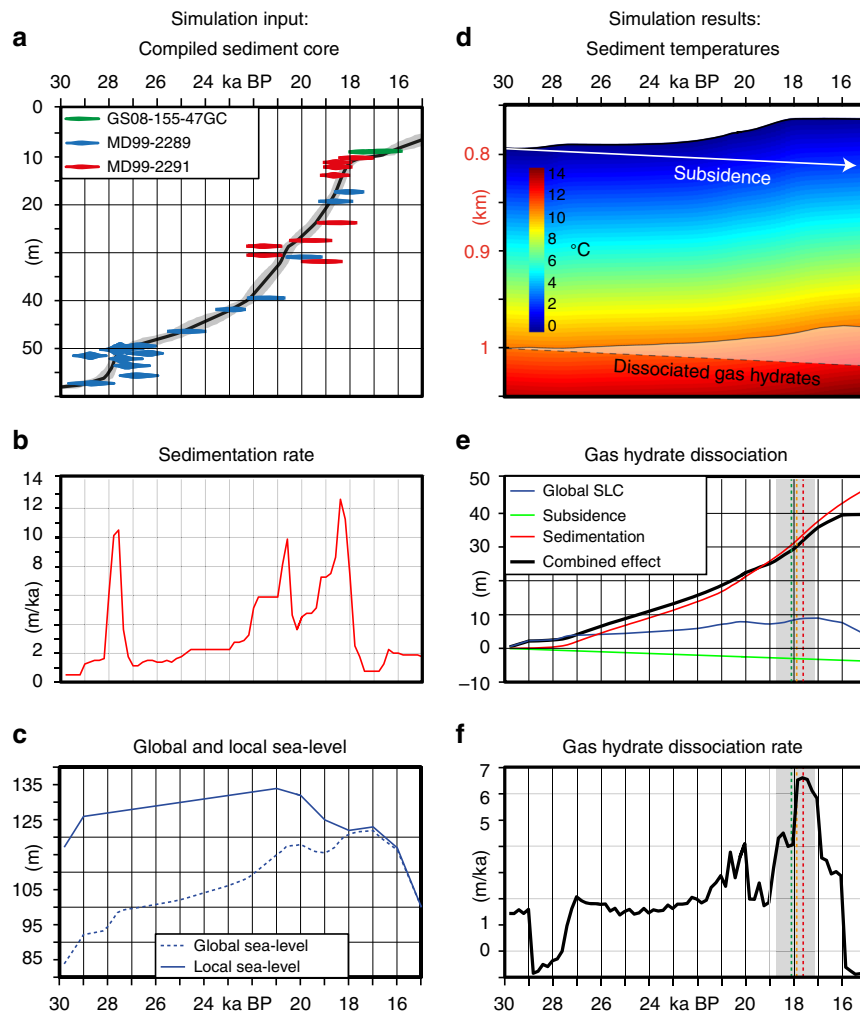 Simulation input:
a
Compiled sediment core
30 28 26 24 ka BP 20 18 16
0
10
20
(m)
30
40
50
GS08-155-47GC
MD99-2289
MD99-2291
b
Sedimentation rate
14
12
10
8
(m/ka)
6
4
2
0
c
Global and local sea-level
135
125
(m)
105
95
85
Global sea-level
Local sea-level
30 28 26 24 ka BP 20 18 16
Simulation results:
d
Sediment temperatures
30 28 26 24 ka BP 20 18 16
0.8
(km)
0.9
1
Subsidence
14
12
10
8
6
4
2
0
°C
Dissociated gas hydrates
e
Gas hydrate dissociation
50
40
30
(m)
10
0
–10
Global SLC
Subsidence
Sedimentation
Combined effect
f
Gas hydrate dissociation rate
7
6
5
4
(m/ka)
2
1
0
30 28 26 24 ka BP 20 18 16